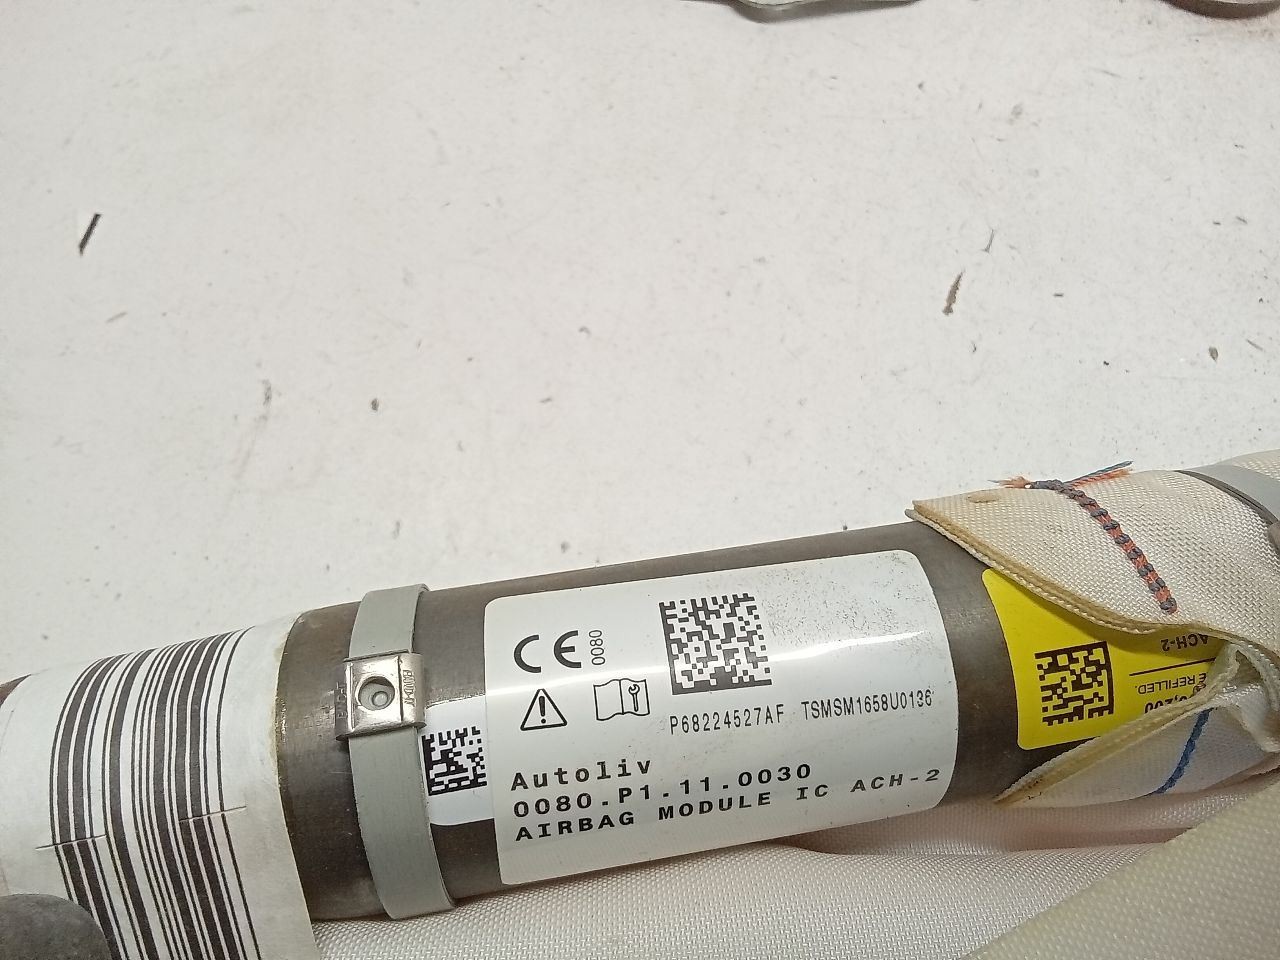 CE 0080
P68224527AF TSMSM1658U0136
Autoliv
0080.P1.11.0030
AIRBAG MODULE IC ACH-2
ACH-2
REFILLED.